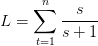 L = \sum_{t=1}^{n} \frac{s}{s+1}